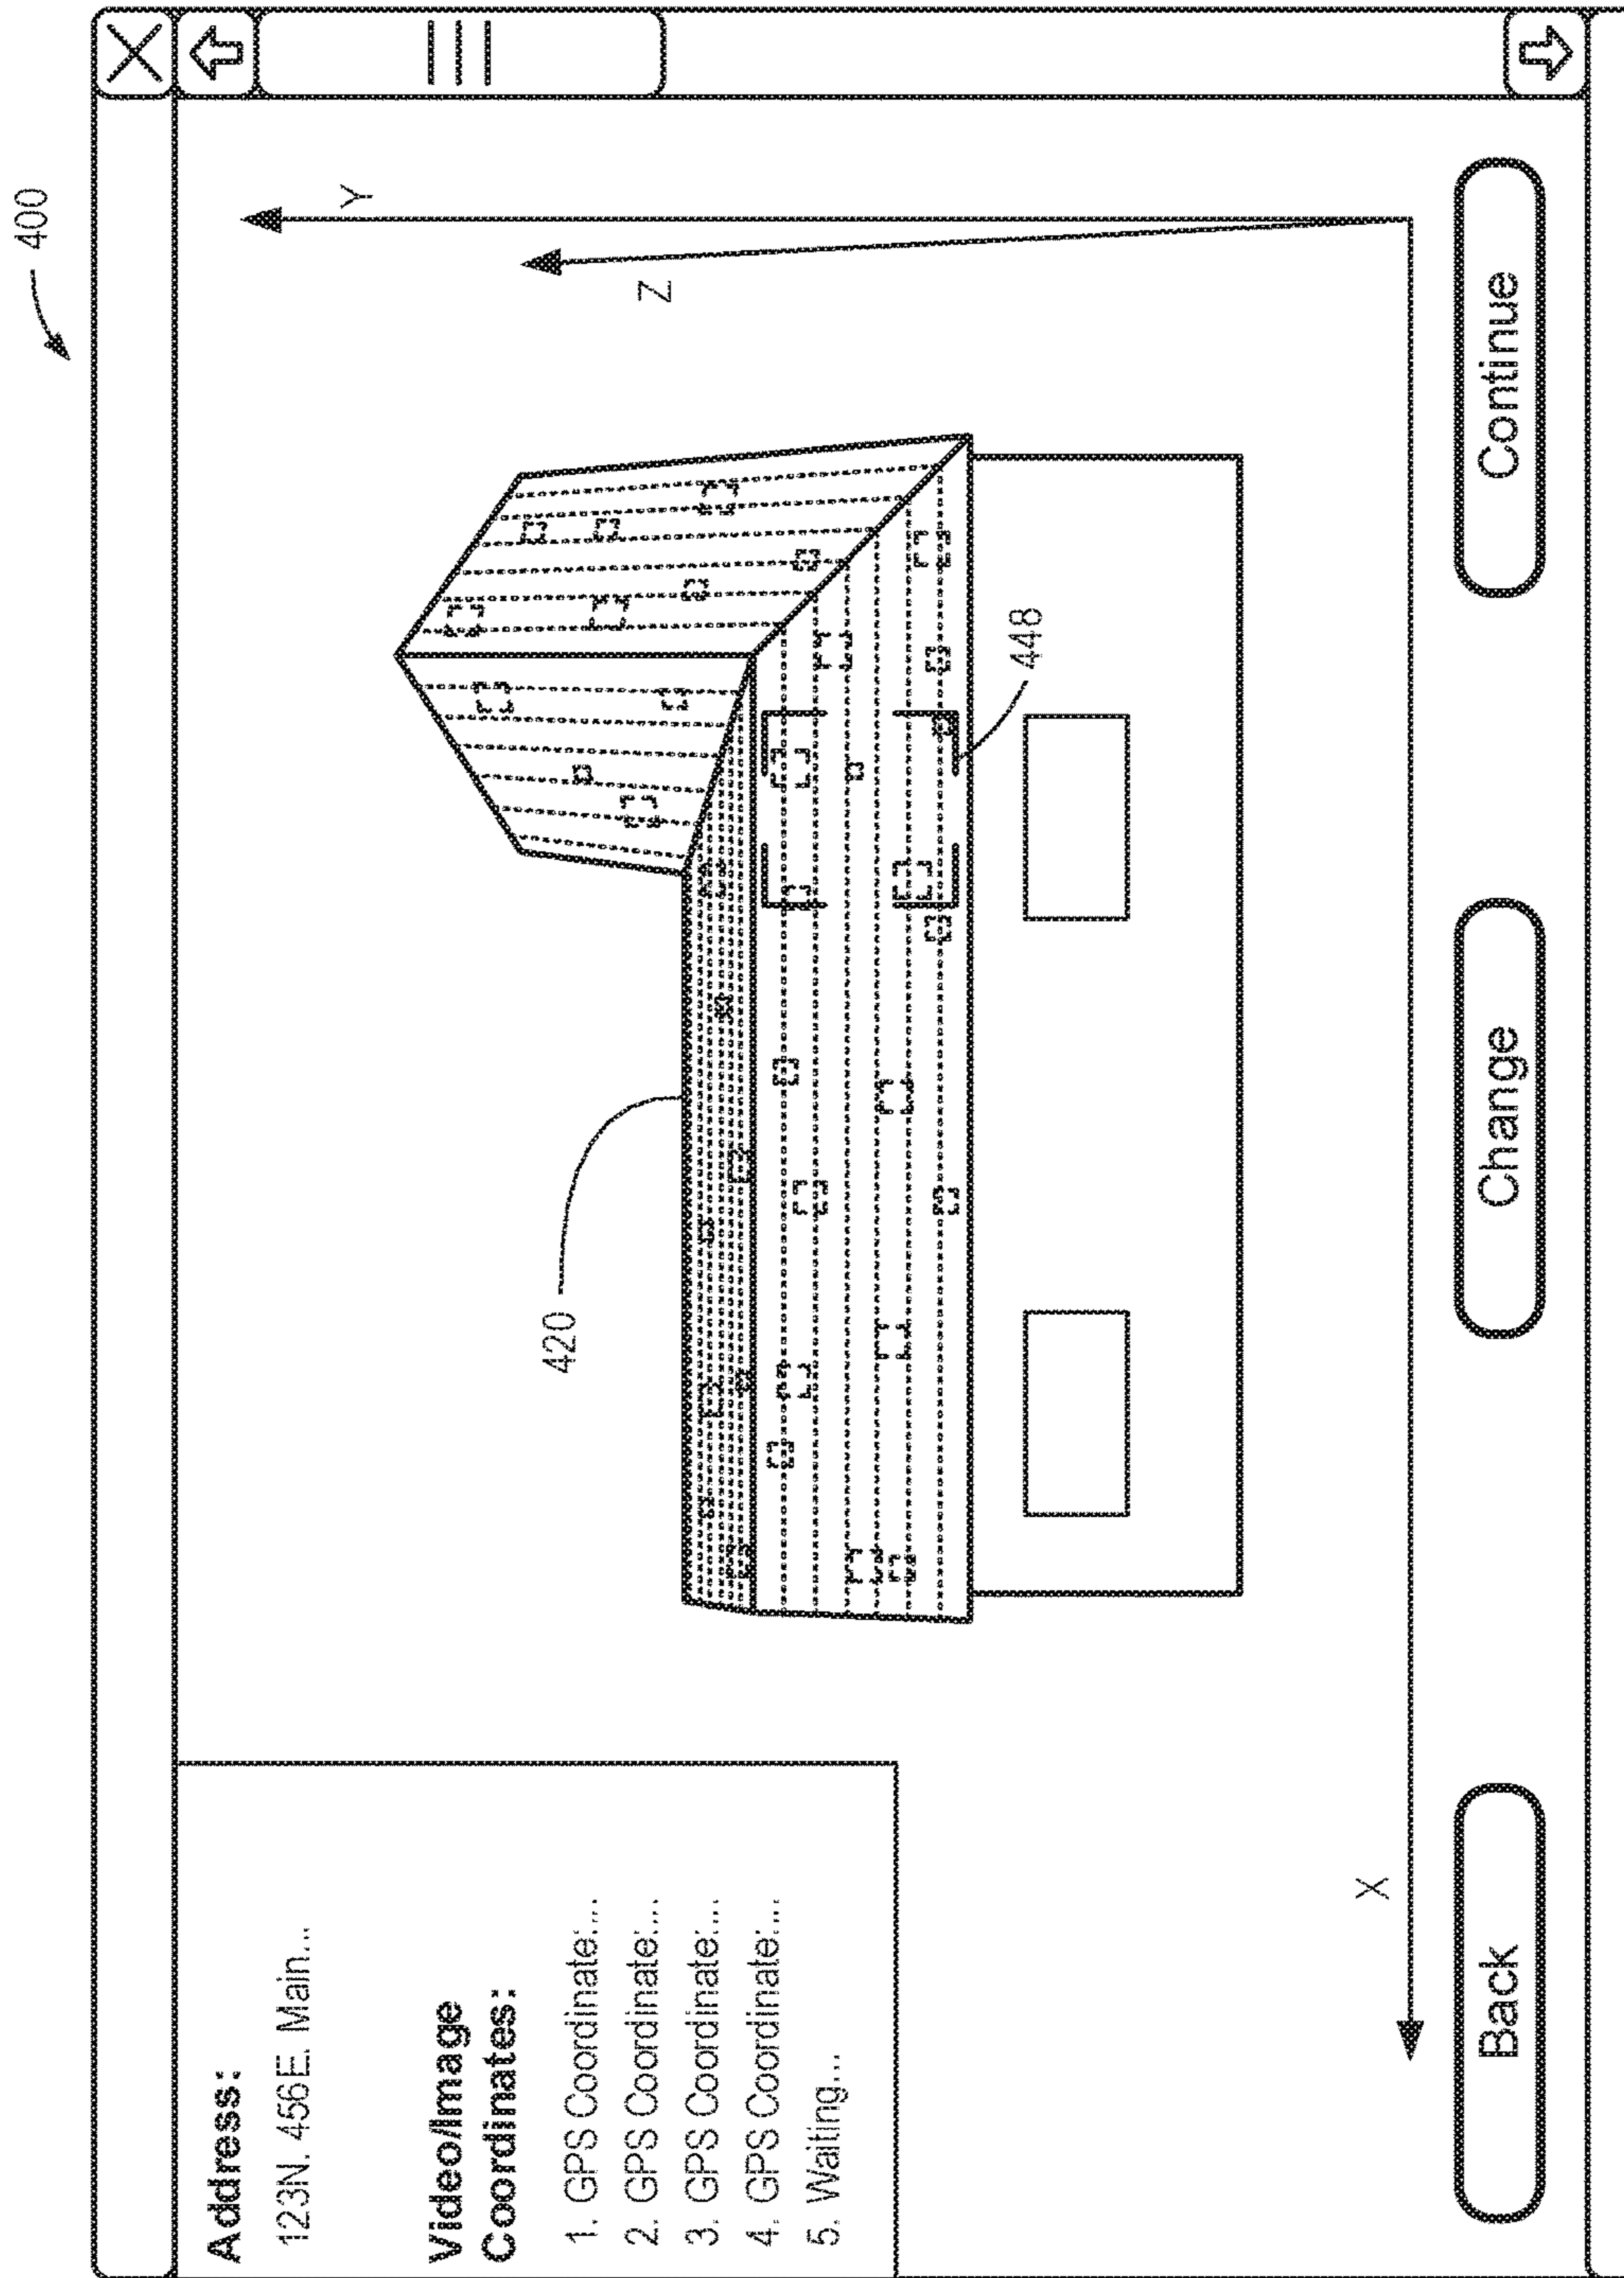 400
Address:
123N. 456E. Main...
Video/Image
Coordinates:
1. GPS Coordinate:...
2. GPS Coordinate:...
3. GPS Coordinate:...
4. GPS Coordinate:...
5. Waiting...
420
448
Y
Z
X
Back
Change
Continue